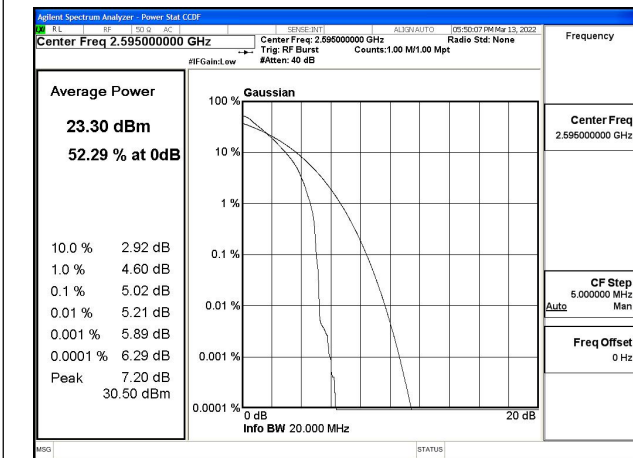 Agilent Spectrum Analyzer - Power Stat CCDF
RL RF 50 Ω AC SENSE:INT ALIGN AUTO 05:50:07 PM Mar 13, 2022
Center Freq 2.595000000 GHz
Center Freq: 2.595000000 GHz Radio Std: None
Trig: RF Burst Counts:1.00 M/1.00 Mpt
#IFGain:Low #Atten: 40 dB
Frequency
Center Freq
2.595000000 GHz
CF Step
5.000000 MHz
Auto Man
Freq Offset
0 Hz
Average Power
23.30 dBm
52.29 % at 0dB
10.0 % 2.92 dB
1.0 % 4.60 dB
0.1 % 5.02 dB
0.01 % 5.21 dB
0.001 % 5.89 dB
0.0001 % 6.29 dB
Peak 7.20 dB
30.50 dBm
Gaussian
100 %
10 %
1 %
0.1 %
0.01 %
0.001 %
0.0001 %
0 dB 20 dB
Info BW 20.000 MHz
MSG STATUS